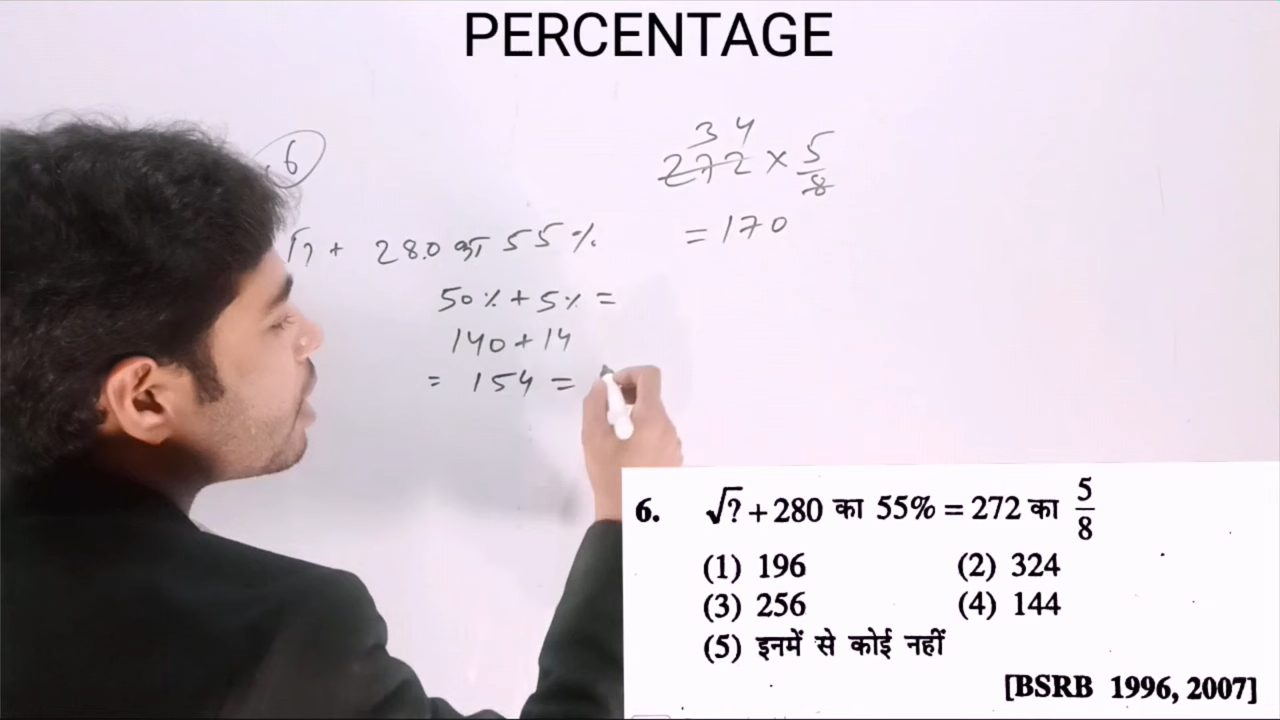 PERCENTAGE
6
√? + 280 का 55%
50% + 5% =
140 + 14
= 154 =
34
272 × 5/8
= 170
6. √? + 280 का 55% = 272 का 5/8
(1) 196 (2) 324
(3) 256 (4) 144
(5) इनमें से कोई नहीं
[BSRB 1996, 2007]